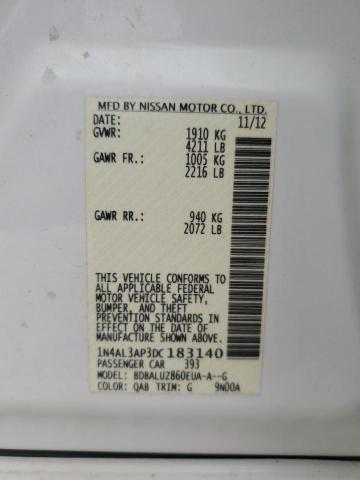 MFD BY NISSAN MOTOR CO., LTD.
DATE: 11/12
GVWR: 1910 KG
4211 LB
GAWR FR.: 1005 KG
2216 LB
GAWR RR.: 940 KG
2072 LB
THIS VEHICLE CONFORMS TO
ALL APPLICABLE FEDERAL
MOTOR VEHICLE SAFETY,
BUMPER, AND THEFT
PREVENTION STANDARDS IN
EFFECT ON THE DATE OF
MANUFACTURE SHOWN ABOVE.
1N4AL3AP3DC 183140
PASSENGER CAR 393
MODEL: BDBALUZ860EUA-A--G
COLOR: QAB TRIM: G 9N00A